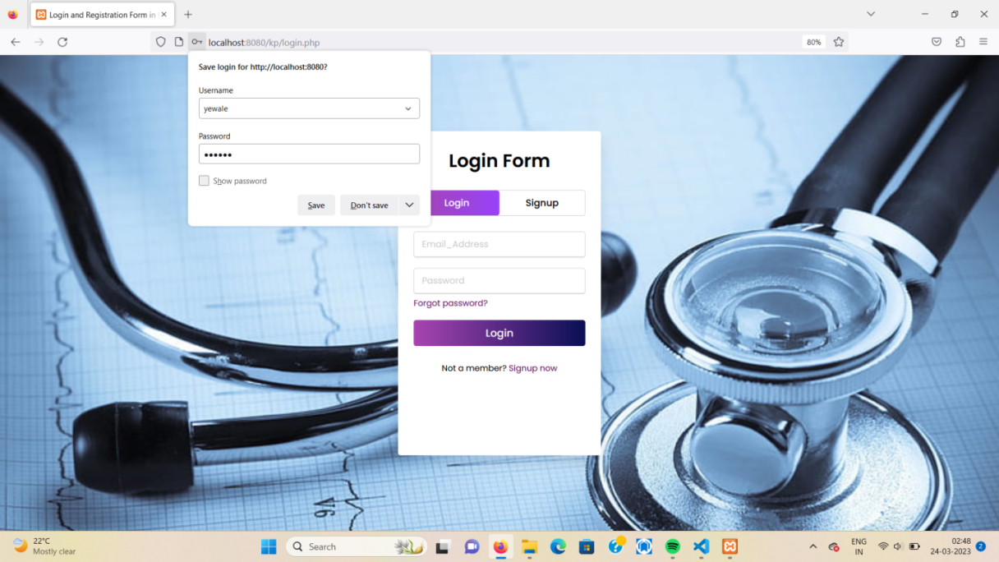 Login and Registration Form in
localhost:8080/kp/login.php
80%
Save login for http://localhost:8080?
Username
yewale
Password
••••••
Show password
Save
Don't save
Login Form
Login
Signup
Email_Address
Password
Forgot password?
Login
Not a member? Signup now
22°C
Mostly clear
Search
ENG
IN
02:48
24-03-2023
2